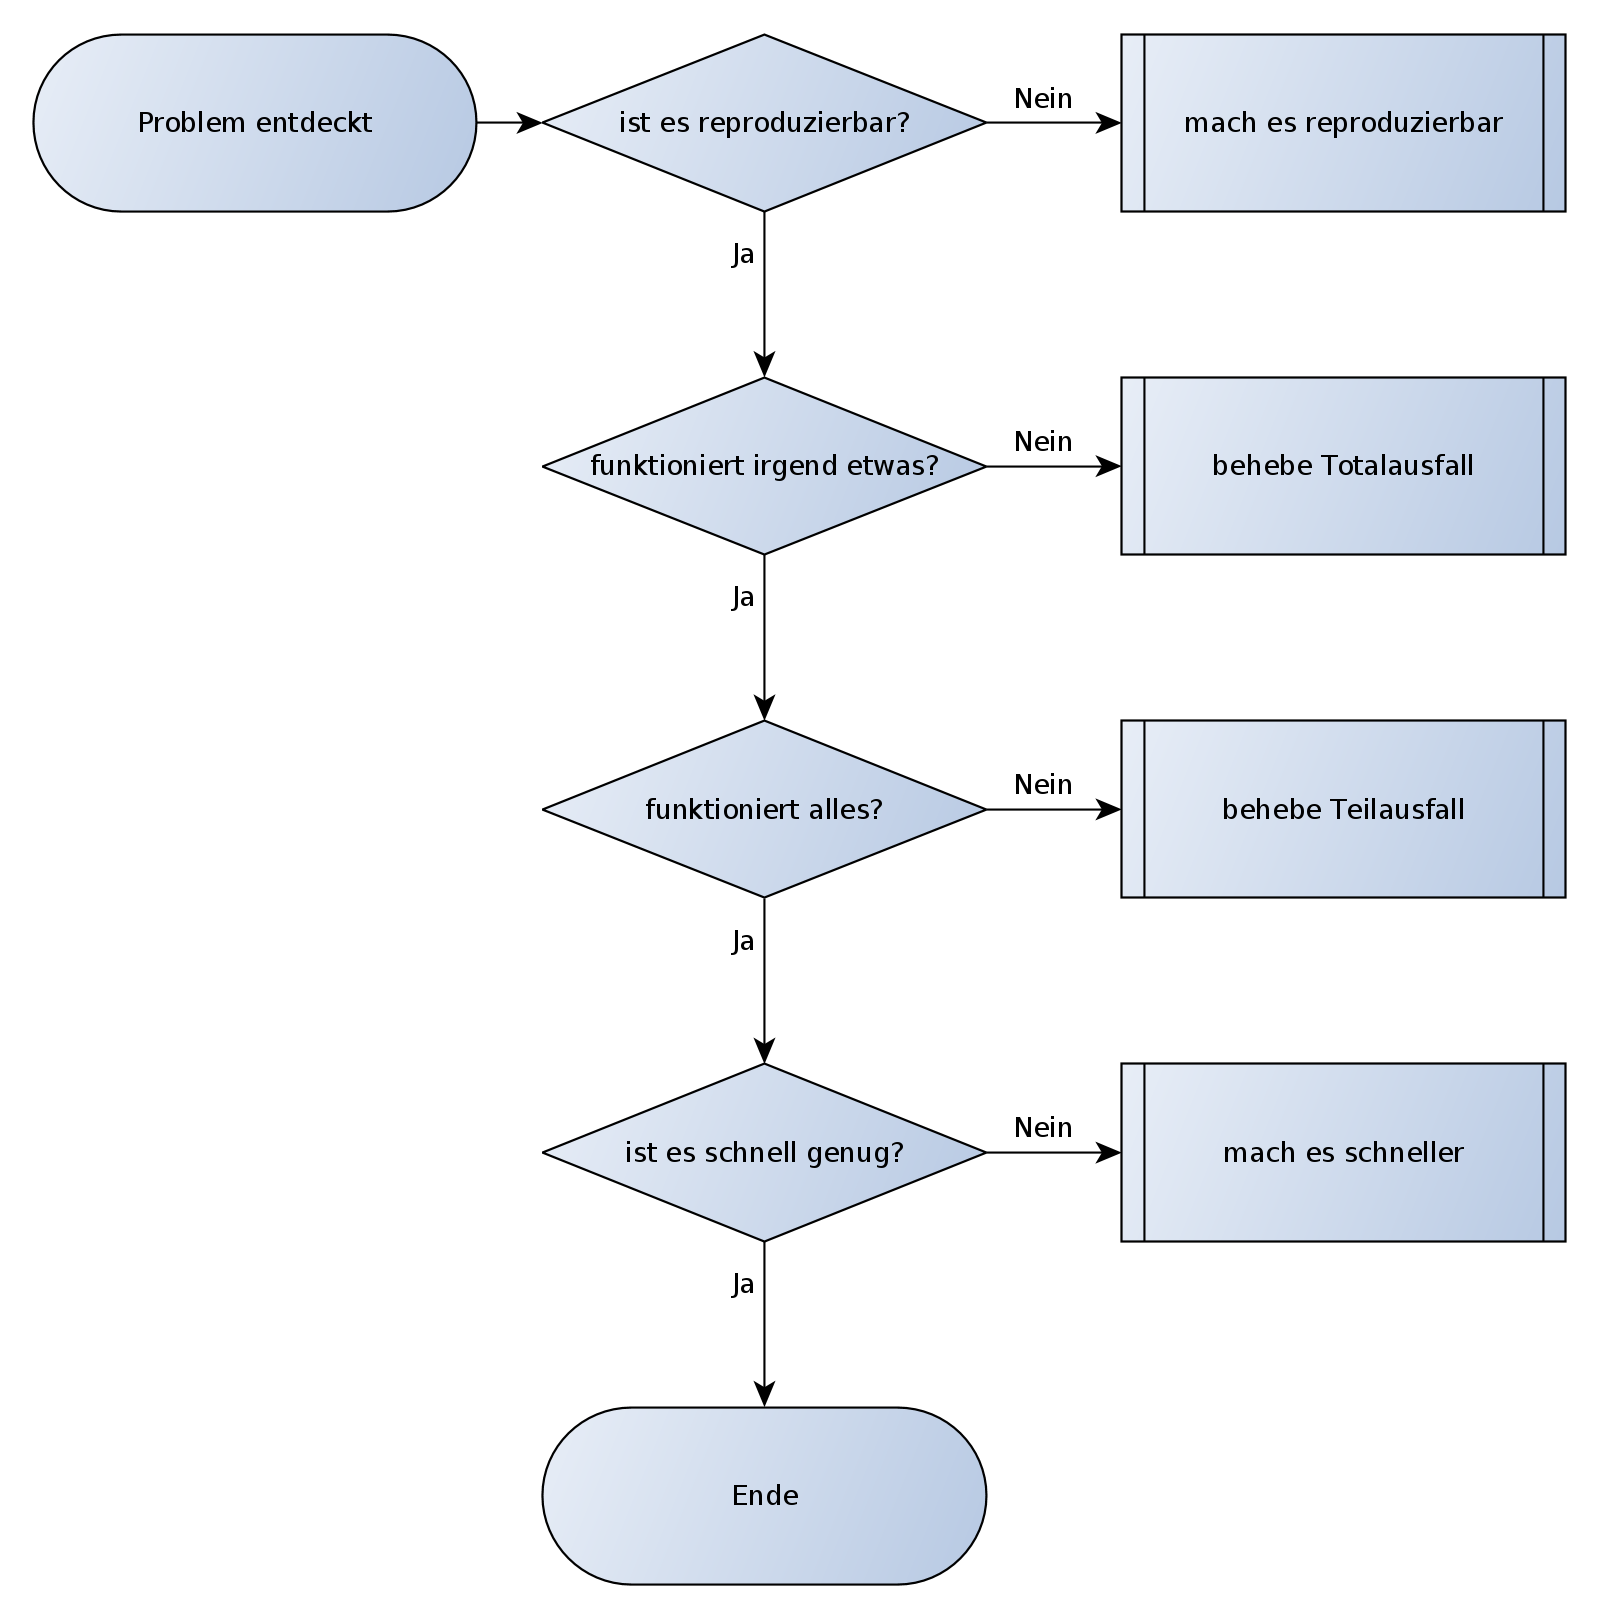 Problem entdeckt
ist es reproduzierbar?
Nein
mach es reproduzierbar
Ja
funktioniert irgend etwas?
Nein
behebe Totalausfall
Ja
funktioniert alles?
Nein
behebe Teilausfall
Ja
ist es schnell genug?
Nein
mach es schneller
Ja
Ende